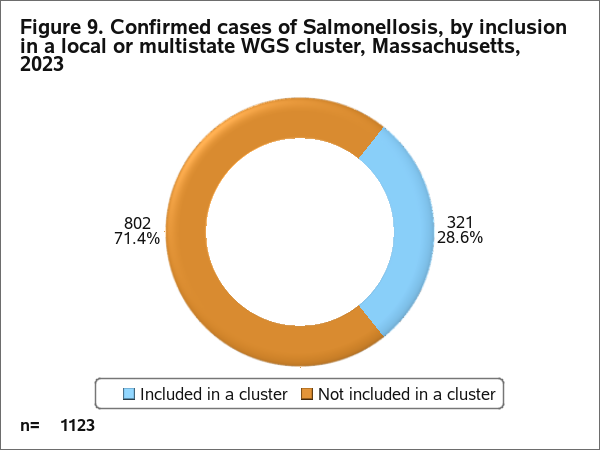 Figure 9. Confirmed cases of Salmonellosis, by inclusion
in a local or multistate WGS cluster, Massachusetts,
2023
802
71.4%
321
28.6%
Included in a cluster
Not included in a cluster
n= 1123